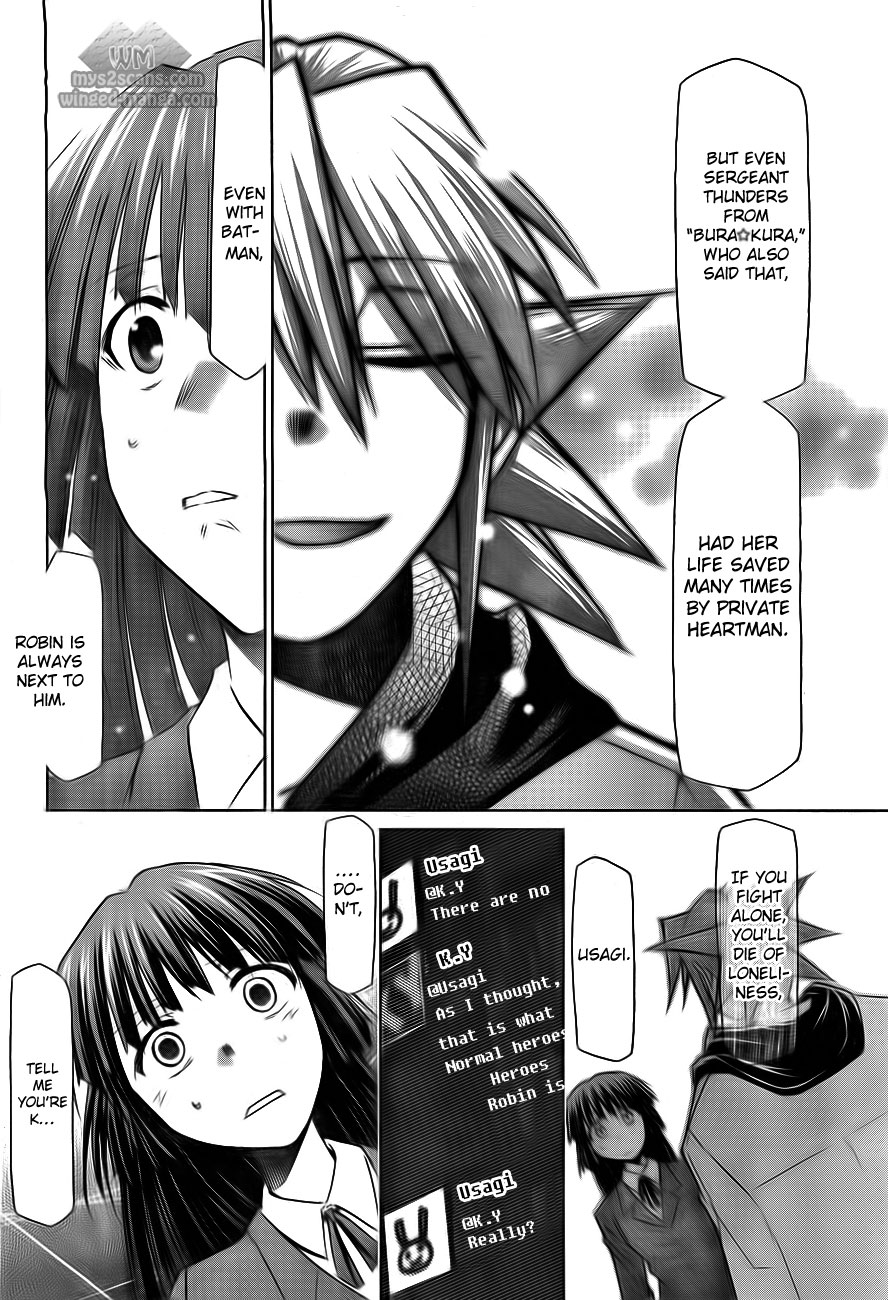 WM
mys2scans.com
winged-manga.com
BUT EVEN
SERGEANT
THUNDERS
FROM
"BURA☆KURA,"
WHO ALSO
SAID THAT,
HAD HER
LIFE SAVED
MANY TIMES
BY PRIVATE
HEARTMAN.
EVEN
WITH
BAT-
MAN,
ROBIN IS
ALWAYS
NEXT TO
HIM.
IF YOU
FIGHT
ALONE,
YOU'LL
DIE OF
LONELI-
NESS,
USAGI.
Usagi
@K.Y
There are no
K.Y
@Usagi
As I thought,
that is what
Normal heroes
Heroes
Robin is
Usagi
@K.Y
Really?
....
DO-
N'T,
TELL
ME
YOU'RE
K...